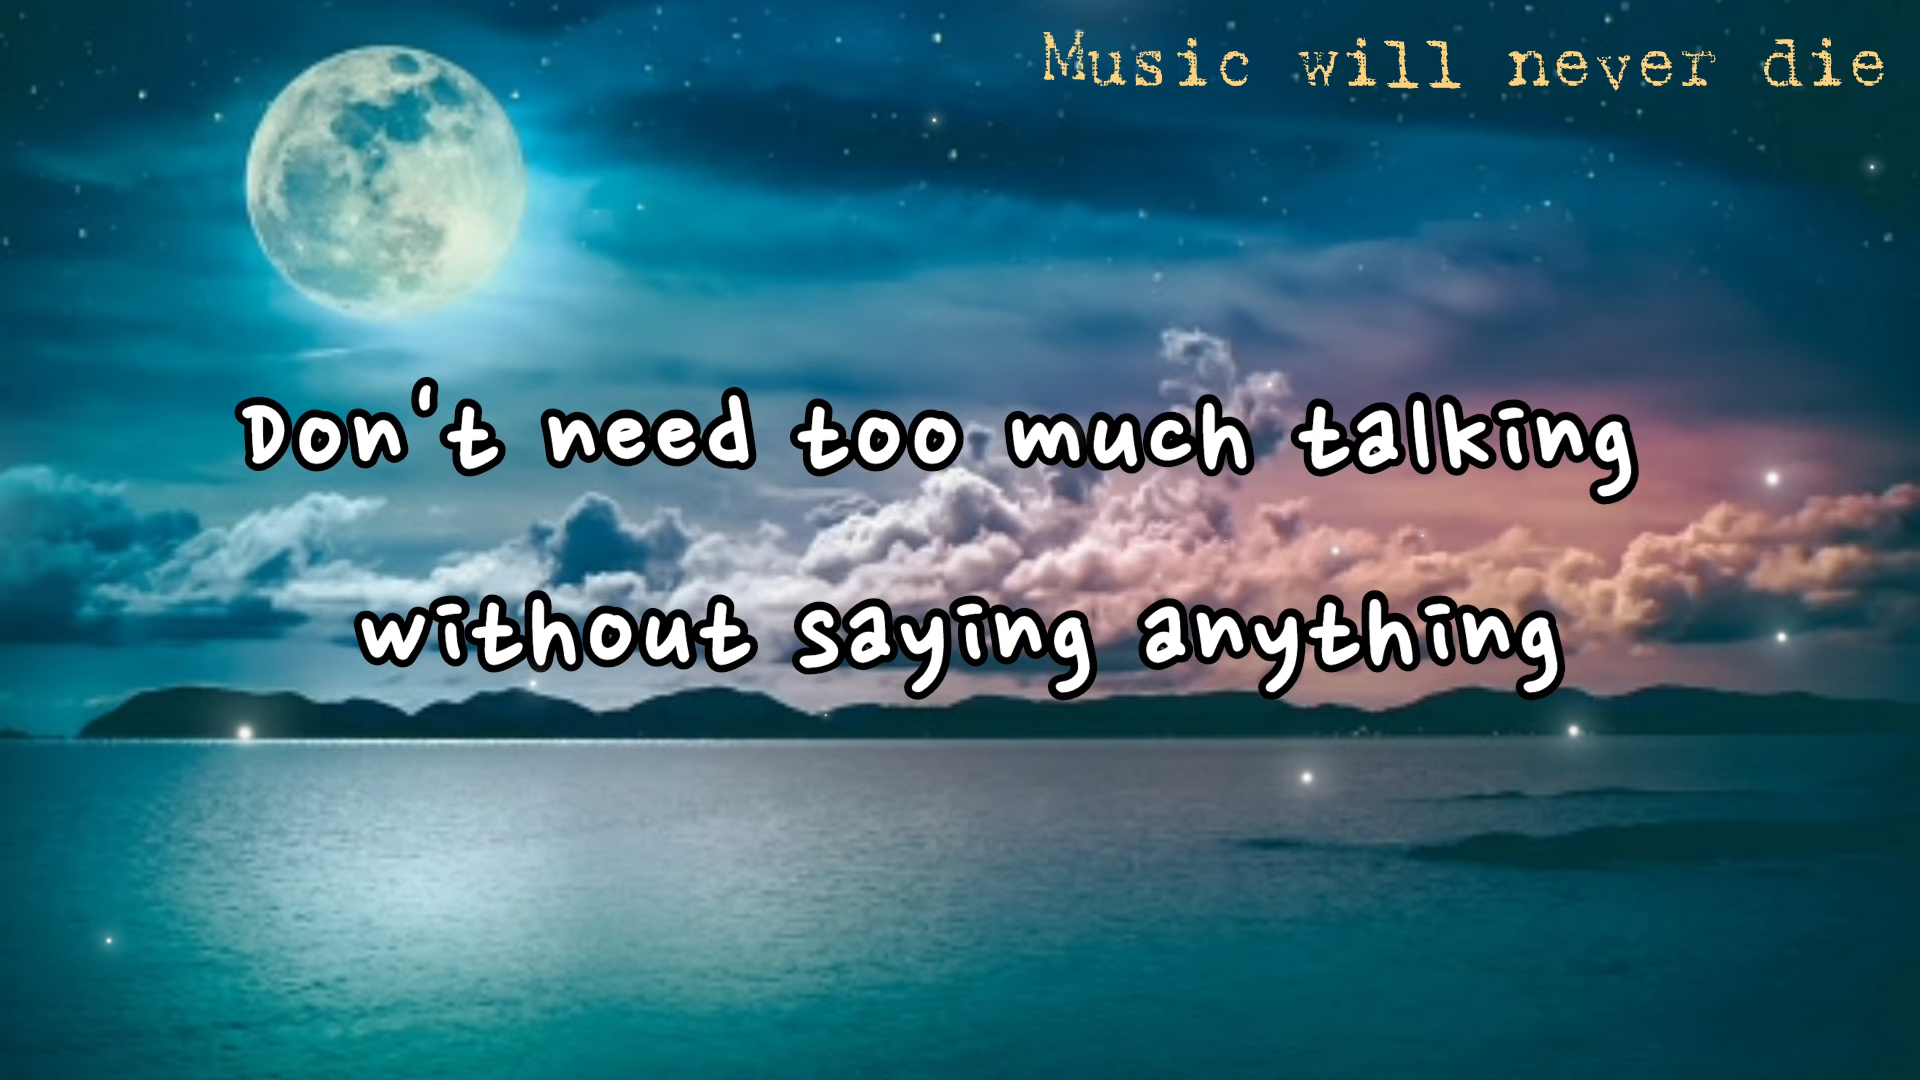 Music will never die
Don't need too much talking
without saying anything